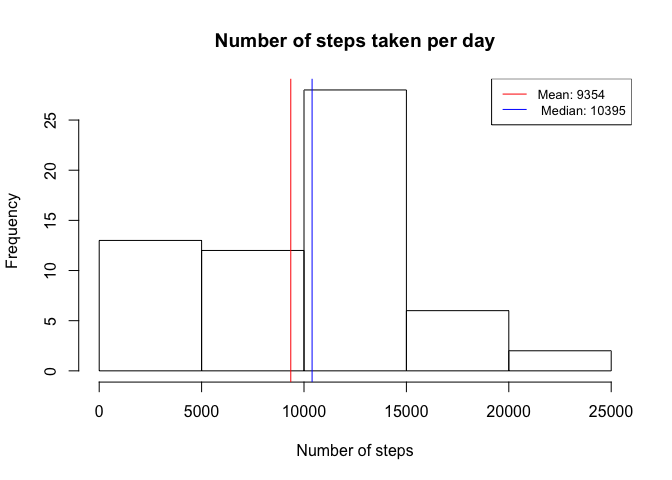 Number of steps taken per day
Mean: 9354
Median: 10395
Frequency
0
5
10
15
20
25
0 5000 10000 15000 20000 25000
Number of steps